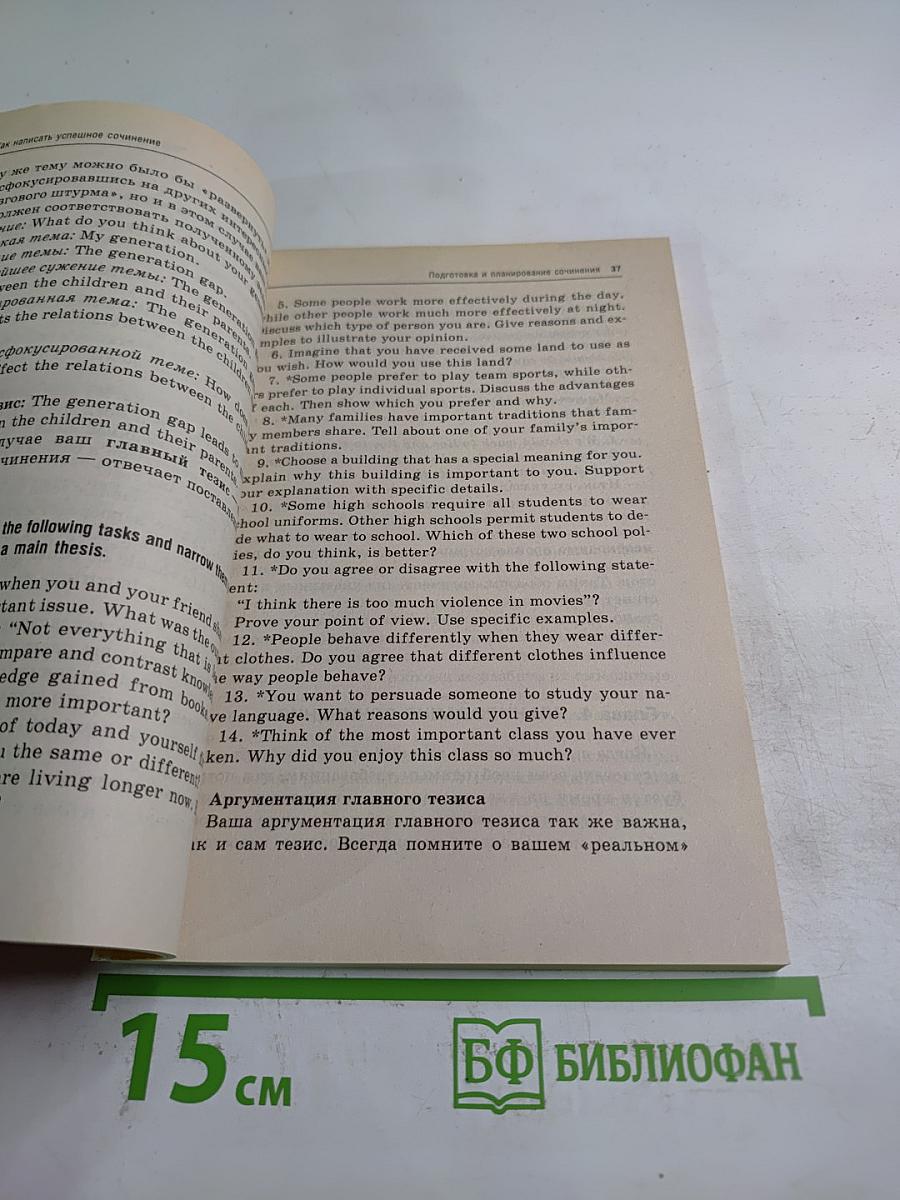 как написать успешное сочинение
у же тему можно было бы «развернуть
сфокусировавшись на других
згового штурма», но и в этом случае
олжен соответствовать полученному
ние: What do you think about your
кая тема: My generation.
ие темы: The generation gap.
йшее сужение темы: The generation
ween the children and their parents.
рованная тема: The generation
ts the relations between the children
сфокусированной теме: How does
fect the relations between the
зис: The generation gap leads to
n the children and their parents
лучае ваш главный тезис
чинения — отвечает
the following tasks and narrow them
a main thesis.
when you and your friend
tant issue. What was the
“Not everything that is
mpare and contrast
edge gained from books
more important?
of today and yourself
the same or different
re living longer now.
Подготовка и планирование сочинения 37
5. Some people work more effectively during the day,
while other people work much more effectively at night.
Discuss which type of person you are. Give reasons and ex-
mples to illustrate your opinion.
6. Imagine that you have received some land to use as
ou wish. How would you use this land?
7. *Some people prefer to play team sports, while oth-
rs prefer to play individual sports. Discuss the advantages
f each. Then show which you prefer and why.
8. *Many families have important traditions that fam-
y members share. Tell about one of your family’s impor-
nt traditions.
9. *Choose a building that has a special meaning for you.
xplain why this building is important to you. Support
our explanation with specific details.
10. *Some high schools require all students to wear
chool uniforms. Other high schools permit students to de-
de what to wear to school. Which of these two school pol-
ies, do you think, is better?
11. *Do you agree or disagree with the following state-
ent:
“I think there is too much violence in movies”?
Prove your point of view. Use specific examples.
12. *People behave differently when they wear differ-
nt clothes. Do you agree that different clothes influence
e way people behave?
13. *You want to persuade someone to study your na-
ve language. What reasons would you give?
14. *Think of the most important class you have ever
ken. Why did you enjoy this class so much?
Аргументация главного тезиса
Ваша аргументация главного тезиса так же важна,
ак и сам тезис. Всегда помните о вашем «реальном»
15 см
БФ БИБЛИОФАН